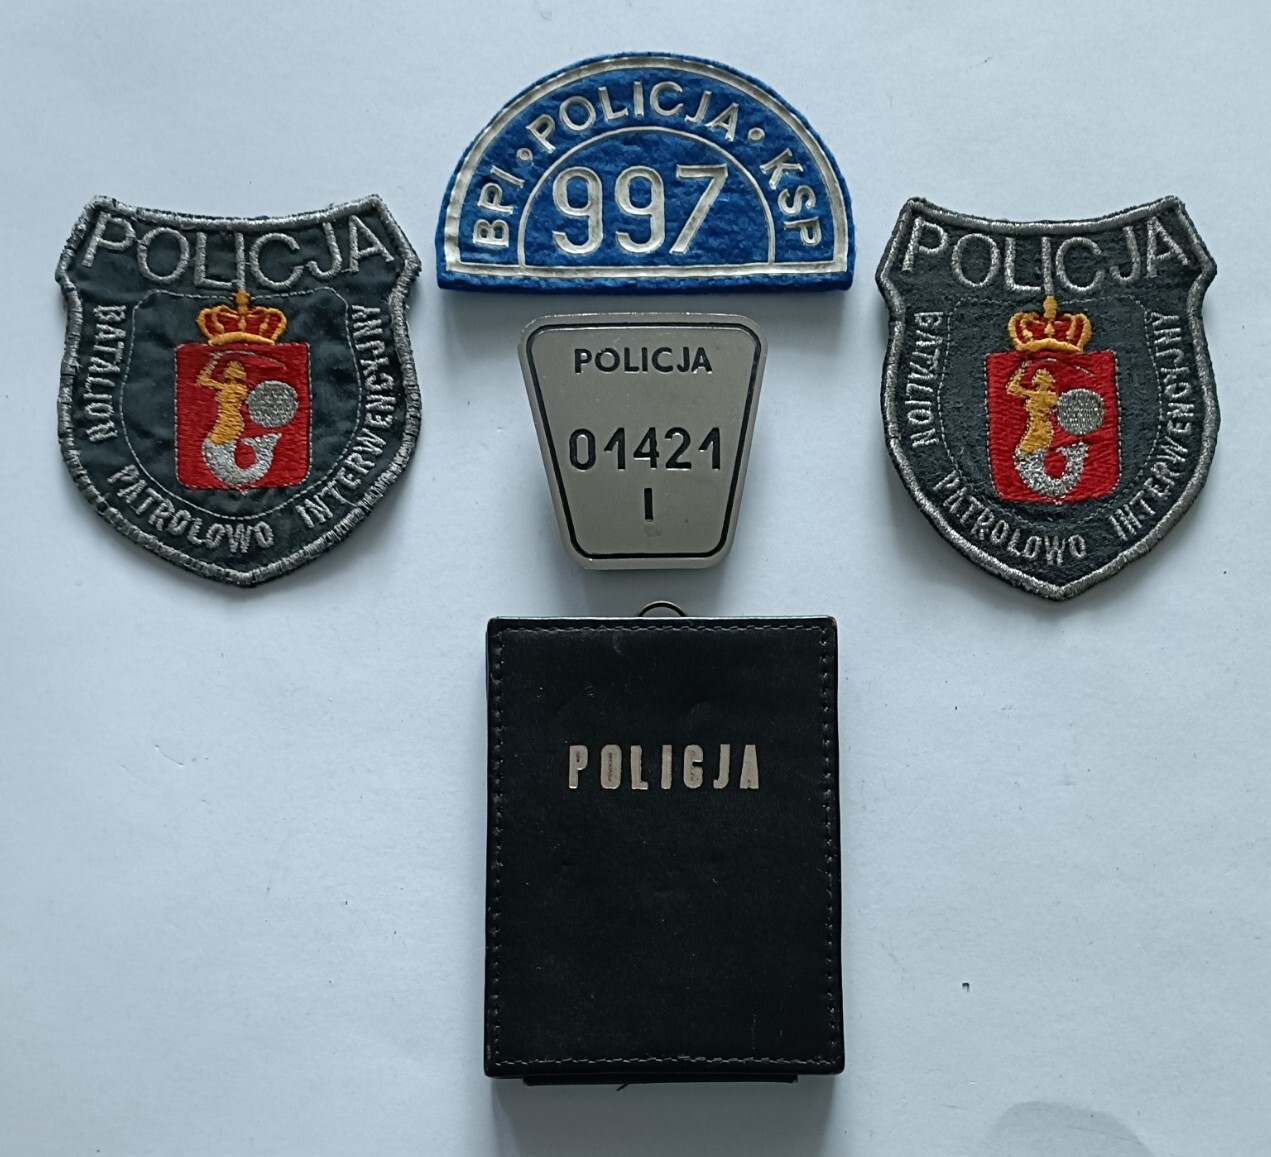 BPI • POLICJA • KSP
997
POLICJA
BATALION PATROLOWO INTERWENCYJNY
POLICJA
01421
I
POLICJA
BATALION PATROLOWO INTERWENCYJNY
POLICJA